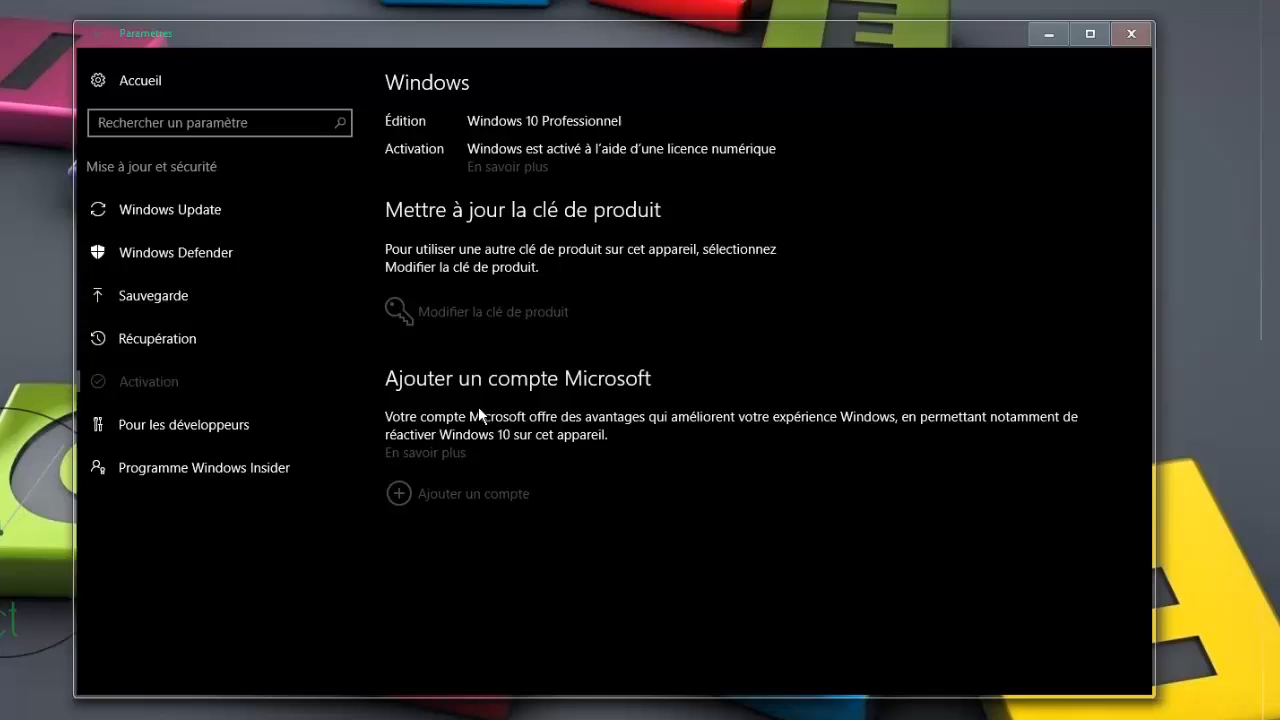 Paramètres
Accueil
Rechercher un paramètre
Mise à jour et sécurité
Windows Update
Windows Defender
Sauvegarde
Récupération
Activation
Pour les développeurs
Programme Windows Insider
Windows
Édition Windows 10 Professionnel
Activation Windows est activé à l'aide d'une licence numérique
En savoir plus
Mettre à jour la clé de produit
Pour utiliser une autre clé de produit sur cet appareil, sélectionnez
Modifier la clé de produit.
Modifier la clé de produit
Ajouter un compte Microsoft
Votre compte Microsoft offre des avantages qui améliorent votre expérience Windows, en permettant notamment de
réactiver Windows 10 sur cet appareil.
En savoir plus
Ajouter un compte
ct